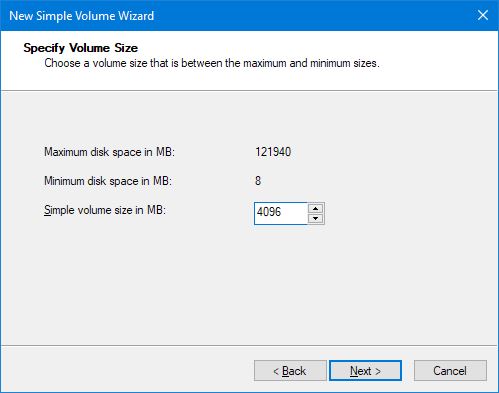 New Simple Volume Wizard
Specify Volume Size
Choose a volume size that is between the maximum and minimum sizes.
Maximum disk space in MB: 121940
Minimum disk space in MB: 8
Simple volume size in MB: 4096
< Back Next > Cancel